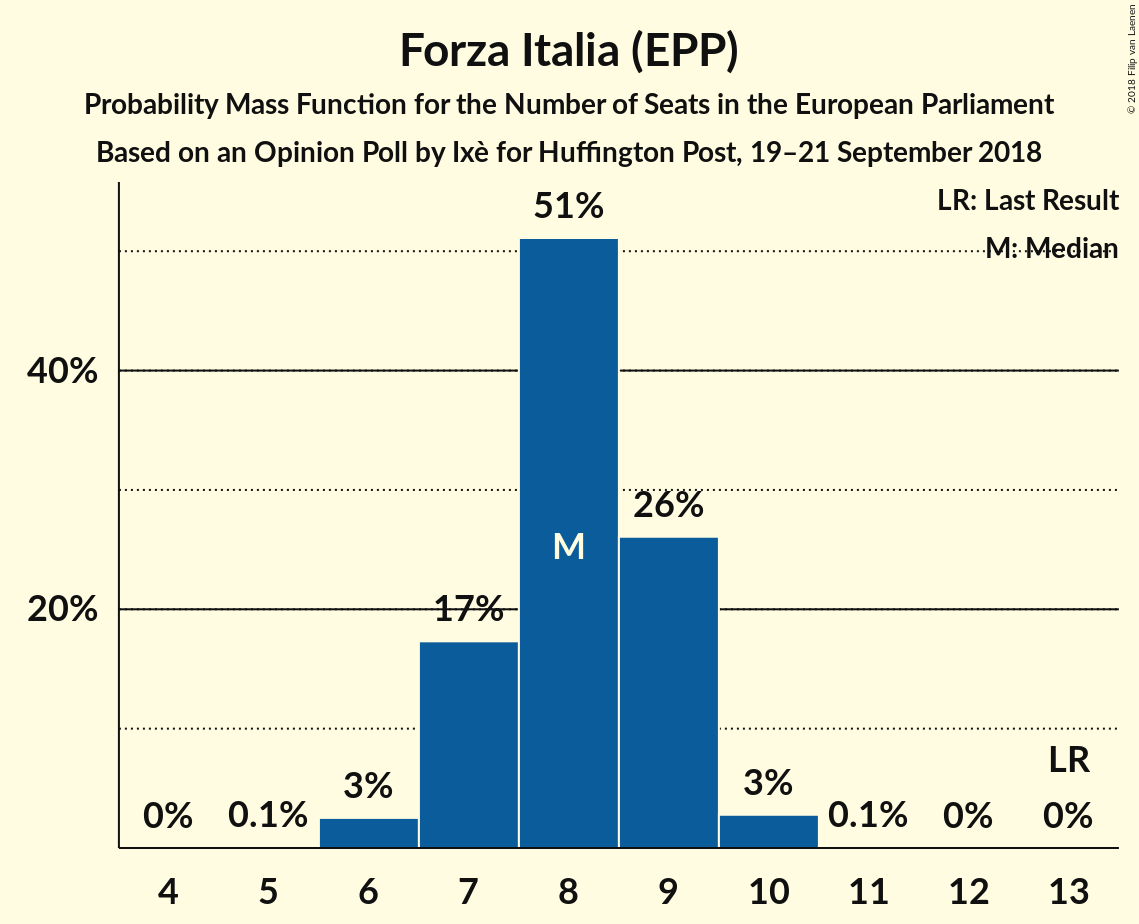 Forza Italia (EPP)
Probability Mass Function for the Number of Seats in the European Parliament
Based on an Opinion Poll by Ixè for Huffington Post, 19–21 September 2018
© 2018 Filip van Laenen
LR: Last Result
M: Median
40%
20%
0%
0.1%
3%
17%
51%
M
26%
3%
0.1%
0%
LR
0%
4 5 6 7 8 9 10 11 12 13